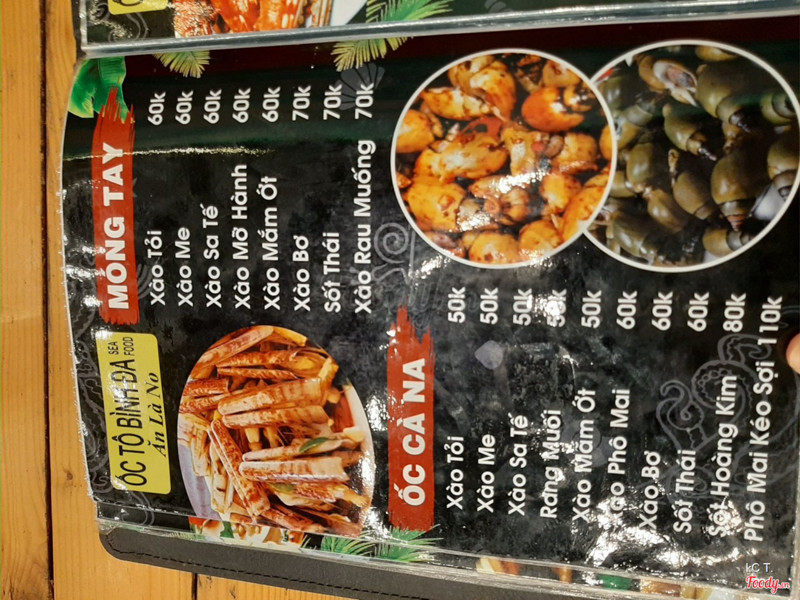 ỐC TÔ BÌNH ĐA
SEA FOOD
Ăn Là No
MÓNG TAY
Xào Tỏi 60k
Xào Me 60k
Xào Sa Tế 60k
Xào Mỡ Hành 60k
Xào Mắm Ớt 60k
Xào Bơ 70k
Sốt Thái 70k
Xào Rau Muống 70k
ỐC CÀ NA
Xào Tỏi 50k
Xào Me 50k
Xào Sa Tế 50k
Rang Muối 50k
Xào Mắm Ớt 50k
Xào Phô Mai 60k
Xào Bơ 60k
Sốt Thái 60k
Sốt Hoàng Kim 80k
Phô Mai Kéo Sợi 110k
Foody.vn